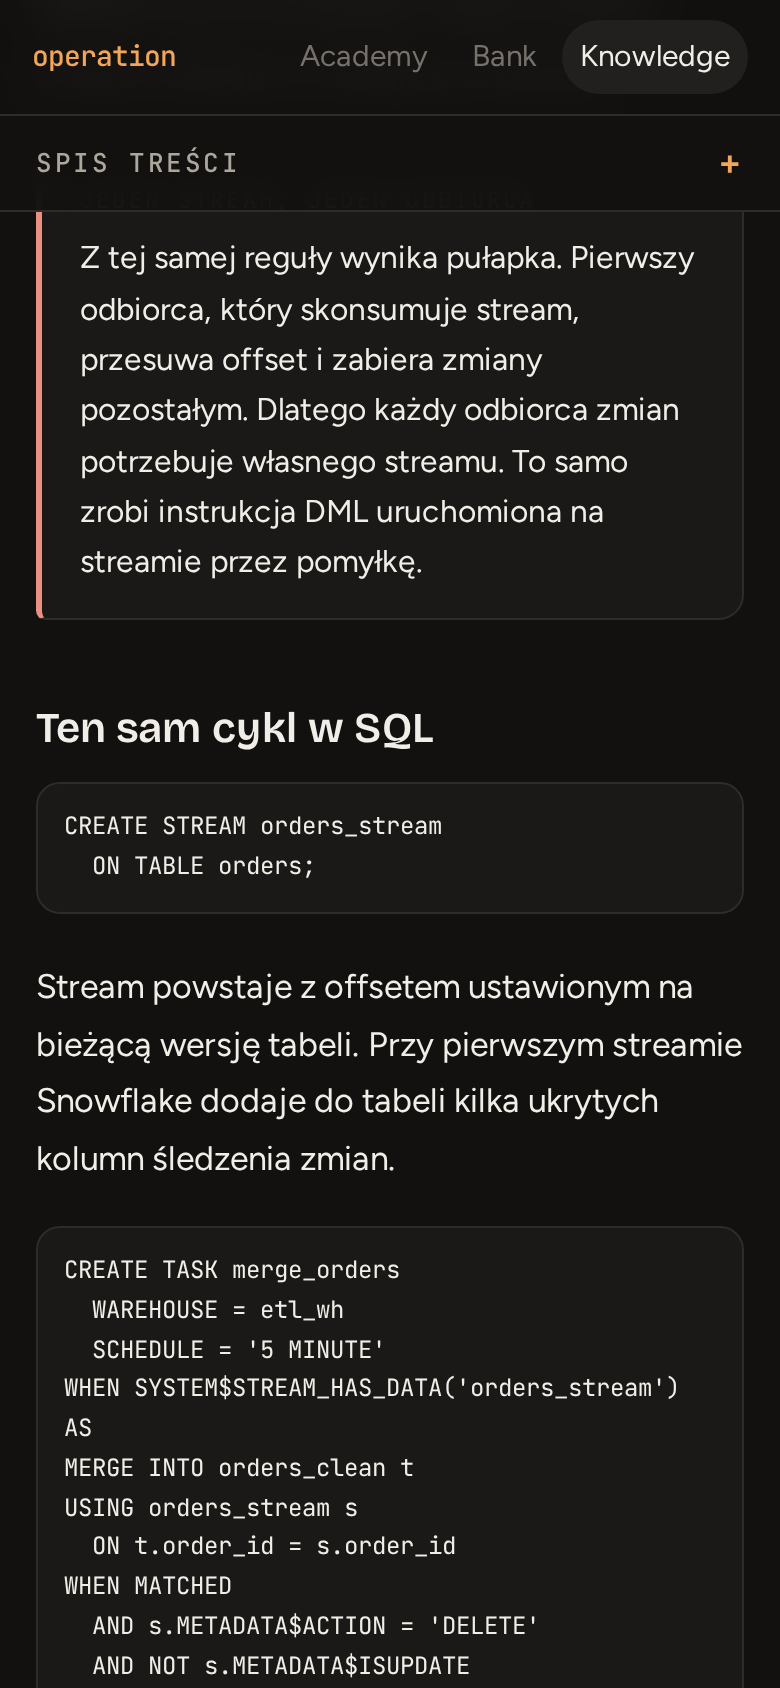 operation
Academy
Bank
Knowledge
SPIS TREŚCI
+
JEDEN STREAM, JEDEN ODBIORCA
Z tej samej reguły wynika pułapka. Pierwszy
odbiorca, który skonsumuje stream,
przesuwa offset i zabiera zmiany
pozostałym. Dlatego każdy odbiorca zmian
potrzebuje własnego streamu. To samo
zrobi instrukcja DML uruchomiona na
streamie przez pomyłkę.
Ten sam cykl w SQL
CREATE STREAM orders_stream
  ON TABLE orders;
Stream powstaje z offsetem ustawionym na
bieżącą wersję tabeli. Przy pierwszym streamie
Snowflake dodaje do tabeli kilka ukrytych
kolumn śledzenia zmian.
CREATE TASK merge_orders
  WAREHOUSE = etl_wh
  SCHEDULE = '5 MINUTE'
WHEN SYSTEM$STREAM_HAS_DATA('orders_stream')
AS
MERGE INTO orders_clean t
USING orders_stream s
  ON t.order_id = s.order_id
WHEN MATCHED
  AND s.METADATA$ACTION = 'DELETE'
  AND NOT s.METADATA$ISUPDATE